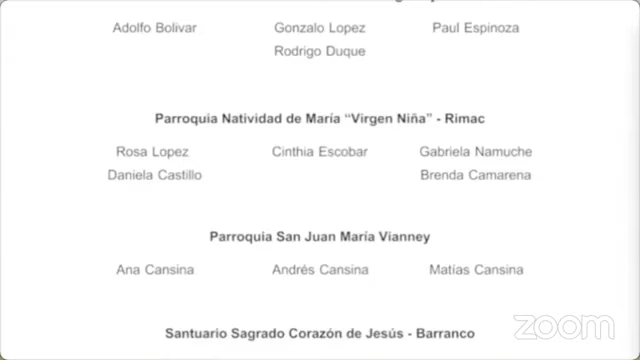 Adolfo Bolivar Gonzalo Lopez Paul Espinoza
Rodrigo Duque
Parroquia Natividad de María “Virgen Niña” - Rimac
Rosa Lopez Cinthia Escobar Gabriela Namuche
Daniela Castillo Brenda Camarena
Parroquia San Juan María Vianney
Ana Cansina Andrés Cansina Matías Cansina
Santuario Sagrado Corazón de Jesús - Barranco
zoom